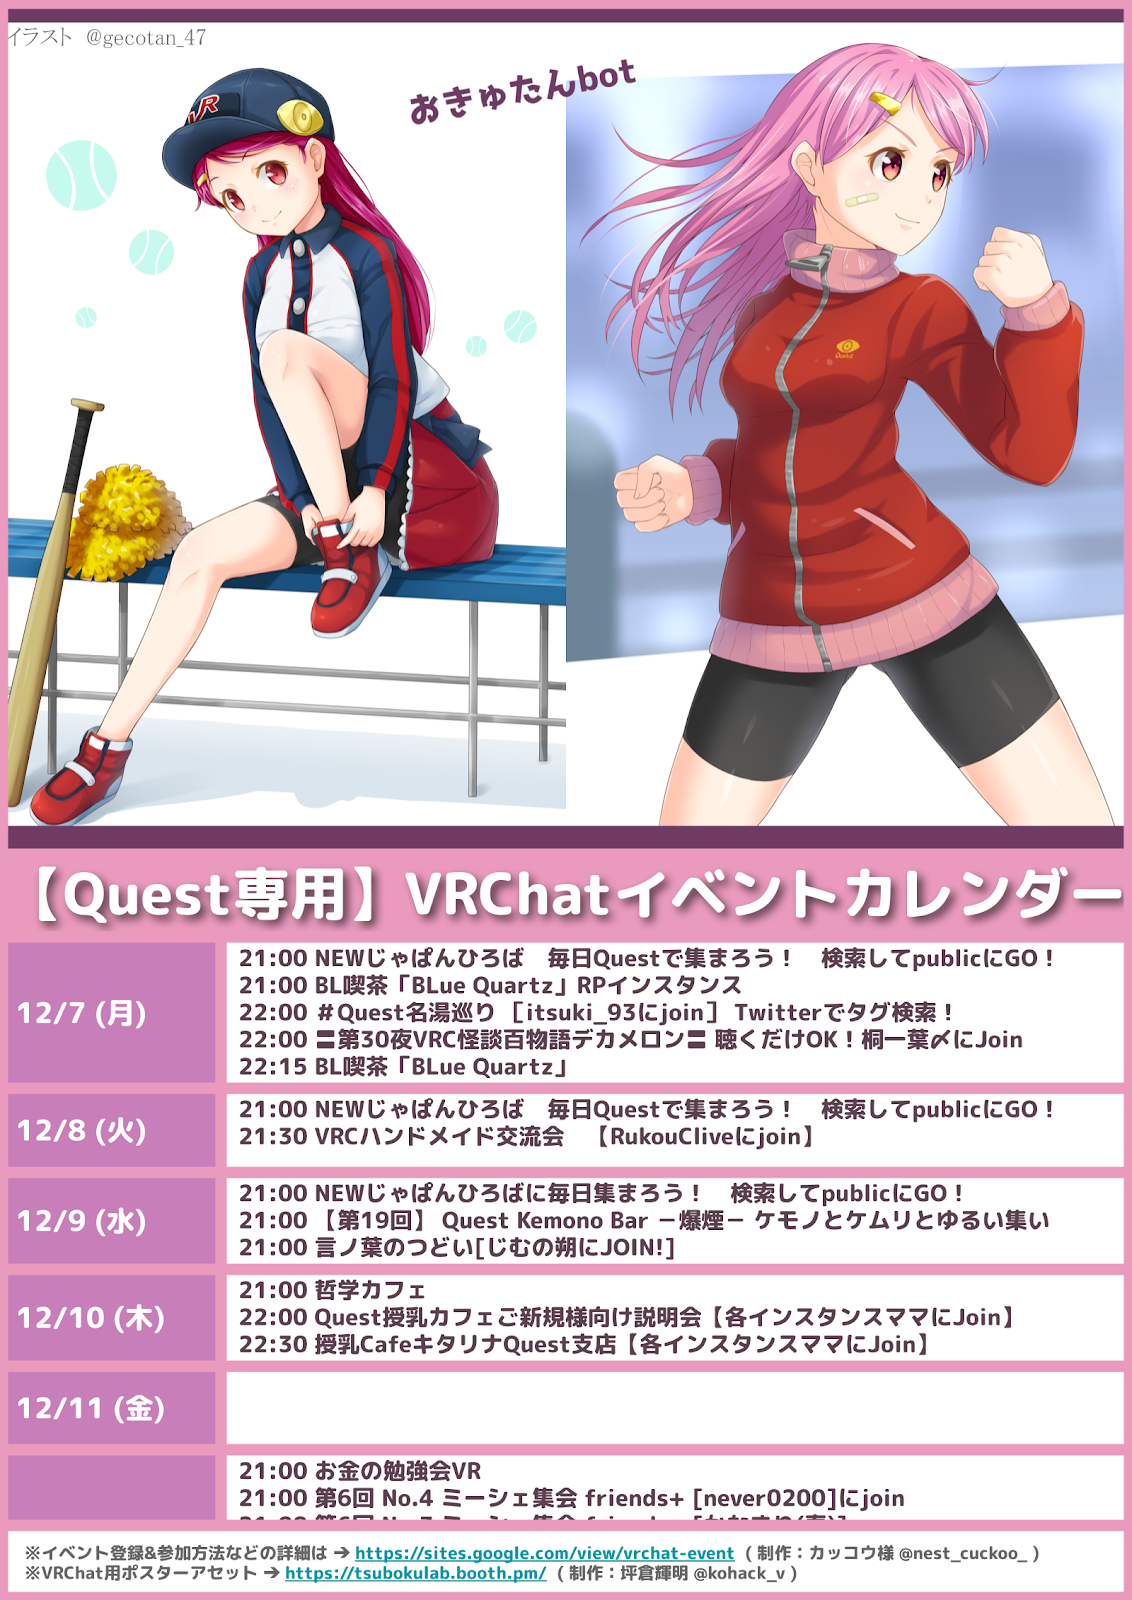 イラスト @gecotan_47
おきゅたんbot
VR
Quest
【Quest専用】VRChatイベントカレンダー
12/7 (月)
21:00 NEWじゃぱんひろば　毎日Questで集まろう！　検索してpublicにGO！
21:00 BL喫茶「BLue Quartz」RPインスタンス
22:00 ＃Quest名湯巡り ［itsuki_93にjoin］ Twitterでタグ検索！
22:00 〓第30夜VRC怪談百物語デカメロン〓 聴くだけOK！桐一葉〆にJoin
22:15 BL喫茶「BLue Quartz」
12/8 (火)
21:00 NEWじゃぱんひろば　毎日Questで集まろう！　検索してpublicにGO！
21:30 VRCハンドメイド交流会　【RukouCliveにjoin】
12/9 (水)
21:00 NEWじゃぱんひろばに毎日集まろう！　検索してpublicにGO！
21:00 【第19回】 Quest Kemono Bar －爆煙－ ケモノとケムリとゆるい集い
21:00 言ノ葉のつどい[じむの朔にJOIN!]
12/10 (木)
21:00 哲学カフェ
22:00 Quest授乳カフェご新規様向け説明会【各インスタンスママにJoin】
22:30 授乳CafeキタリナQuest支店【各インスタンスママにJoin】
12/11 (金)
21:00 お金の勉強会VR
21:00 第6回 No.4 ミーシェ集会 friends+ [never0200]にjoin
※イベント登録&参加方法などの詳細は ➔ https://sites.google.com/view/vrchat-event （ 制作：カッコウ様 @nest_cuckoo_ ）
※VRChat用ポスターアセット ➔ https://tsubokulab.booth.pm/ （ 制作：坪倉輝明 @kohack_v ）